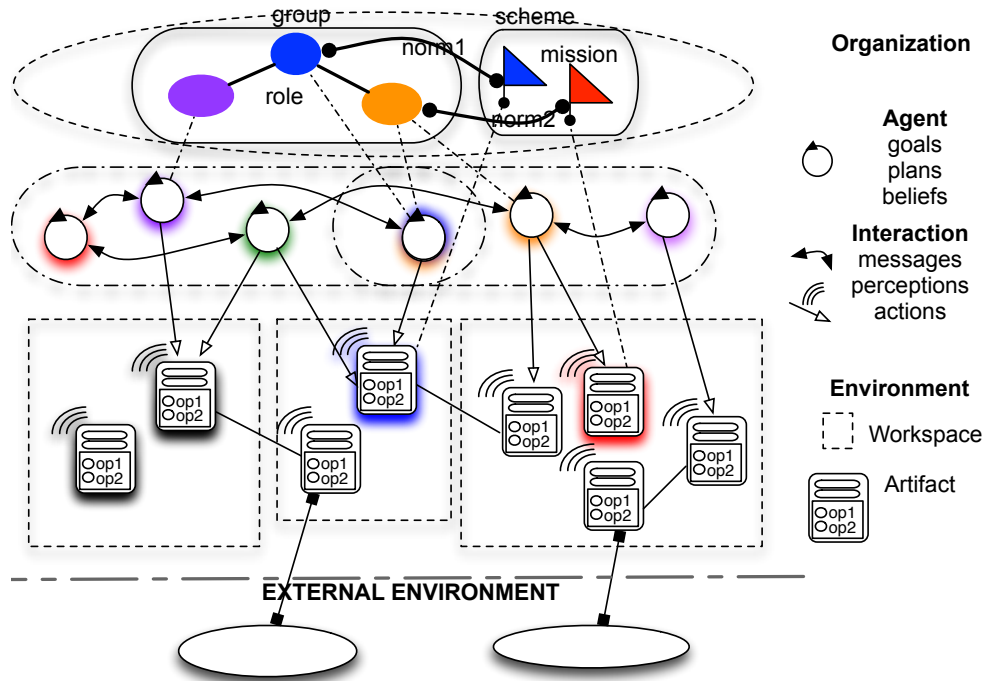 group
scheme
norm1
mission
role
norm2
Organization
Agent
goals
plans
beliefs
Interaction
messages
perceptions
actions
op1
op2
op1
op2
op1
op2
op1
op2
op1
op2
op1
op2
op1
op2
op1
op2
Environment
Workspace
Artifact
op1
op2
EXTERNAL ENVIRONMENT